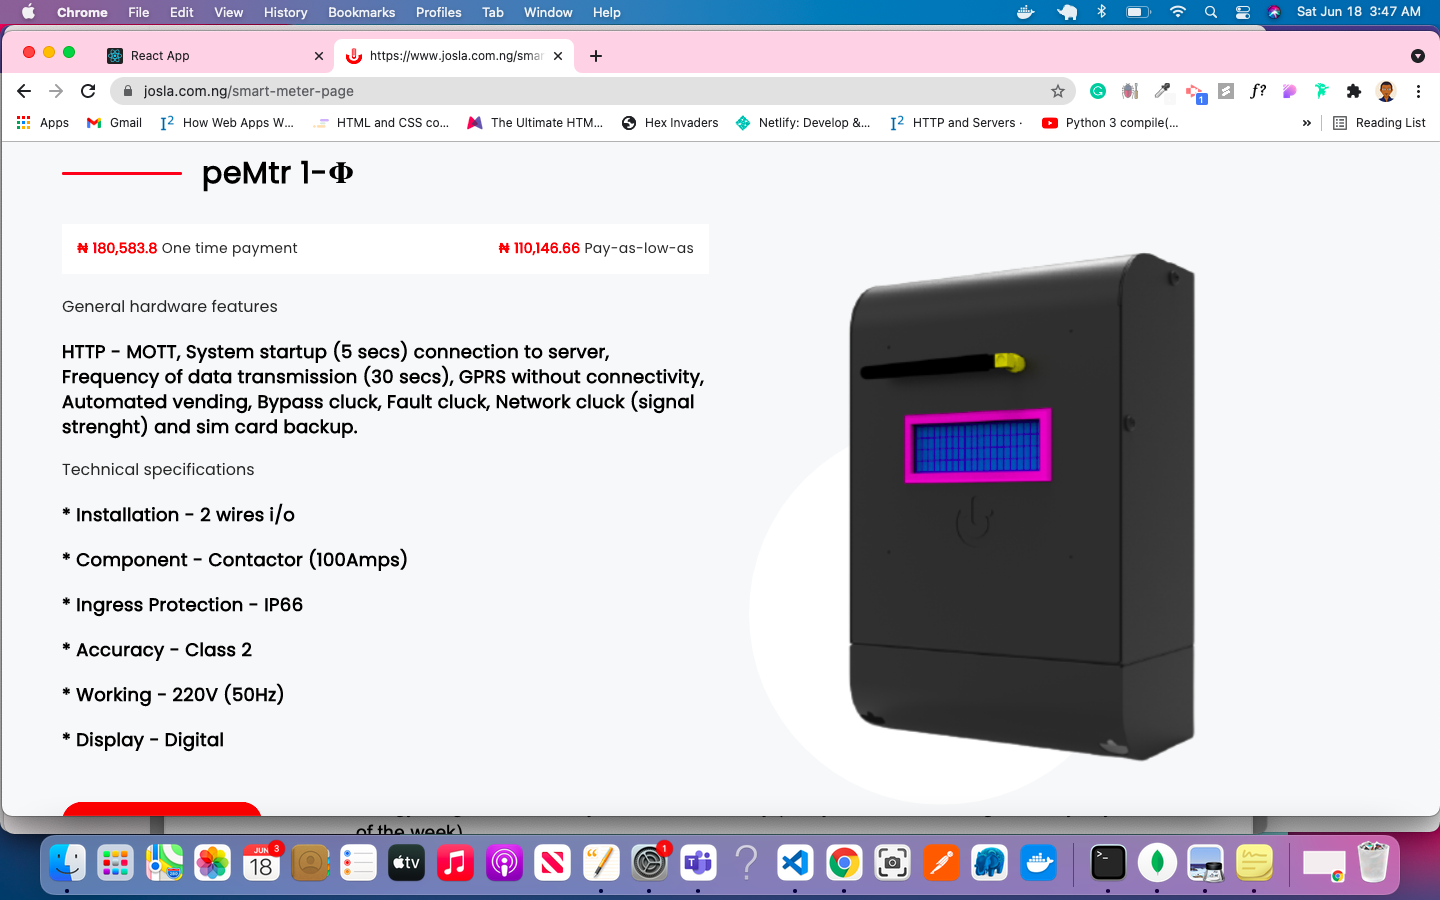 Chrome File Edit View History Bookmarks Profiles Tab Window Help Sat Jun 18 3:47 AM
React App https://www.josla.com.ng/smar
josla.com.ng/smart-meter-page 1 f?
Apps Gmail I2 How Web Apps W... HTML and CSS co... The Ultimate HTM... Hex Invaders Netlify: Develop &... I2 HTTP and Servers · Python 3 compile(... » Reading List
peMtr 1-Φ
₦ 180,583.8 One time payment ₦ 110,146.66 Pay-as-low-as
General hardware features
HTTP - MOTT, System startup (5 secs) connection to server,
Frequency of data transmission (30 secs), GPRS without connectivity,
Automated vending, Bypass cluck, Fault cluck, Network cluck (signal
strenght) and sim card backup.
Technical specifications
* Installation - 2 wires i/o
* Component - Contactor (100Amps)
* Ingress Protection - IP66
* Accuracy - Class 2
* Working - 220V (50Hz)
* Display - Digital
of the week)
JUN 3 18 tv 1